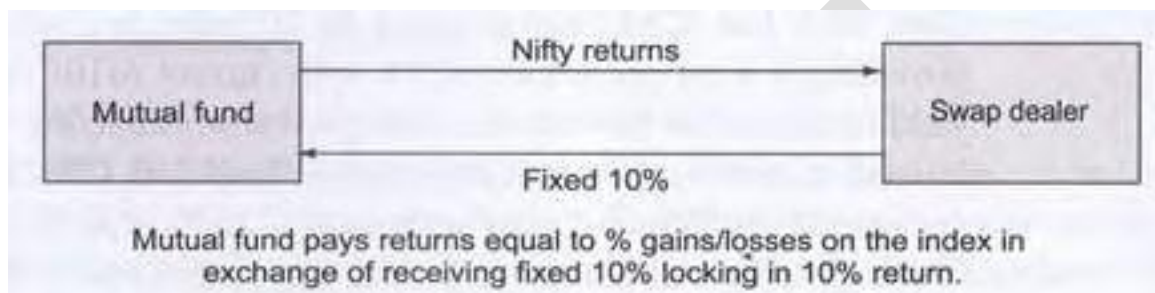 Nifty returns
Mutual fund
Swap dealer
Fixed 10%
Mutual fund pays returns equal to % gains/losses on the index in
exchange of receiving fixed 10% locking in 10% return.